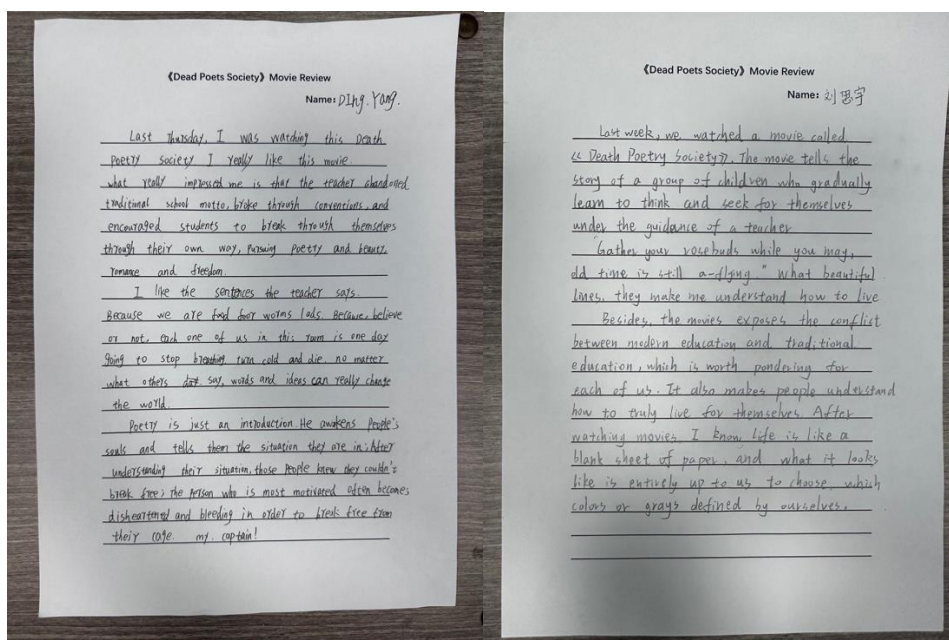 《Dead Poets Society》 Movie Review
Name: DIng. Yang.
Last Thursday, I was watching this Death
Poetry society I really like this movie.
what really impressed me is that the teacher abandoned
traditional school motto, broke through conventions, and
encouraged students to break through themselves
through their own way, pursuing poetry and beauty,
romance and freedom.
I like the sentences the teacher says.
Because we are food foor worms lads. Because, believe
or not, each one of us in this room is one day
going to stop breathing, turn cold and die. no matter
what others say, words and ideas can really change
the world.
Poetry is just an introduction. He awakens people's
souls and tells them the situation they are in. After
understanding their situation, those people knew they couldn't
break free; The person who is most motivated often becomes
disheartened and bleeding in order to break free from
their cage. my captain!
《Dead Poets Society》 Movie Review
Name: 刘思宇
Last week, we watched a movie called
《Death Poetry Society》. The movie tells the
story of a group of children who gradually
learn to think and seek for themselves
under the guidance of a teacher
"Gather your rosebuds while you may,
old time is still a-flying." What beautiful
lines, they make me understand how to live
Besides, the movies exposes the conflict
between modern education and traditional
education, which is worth pondering for
each of us. It also makes people understand
how to truly live for themselves. After
watching movies, I know, life is like a
blank sheet of paper, and what it looks
like is entirely up to us to choose, which
colors or grays defined by ourselves.